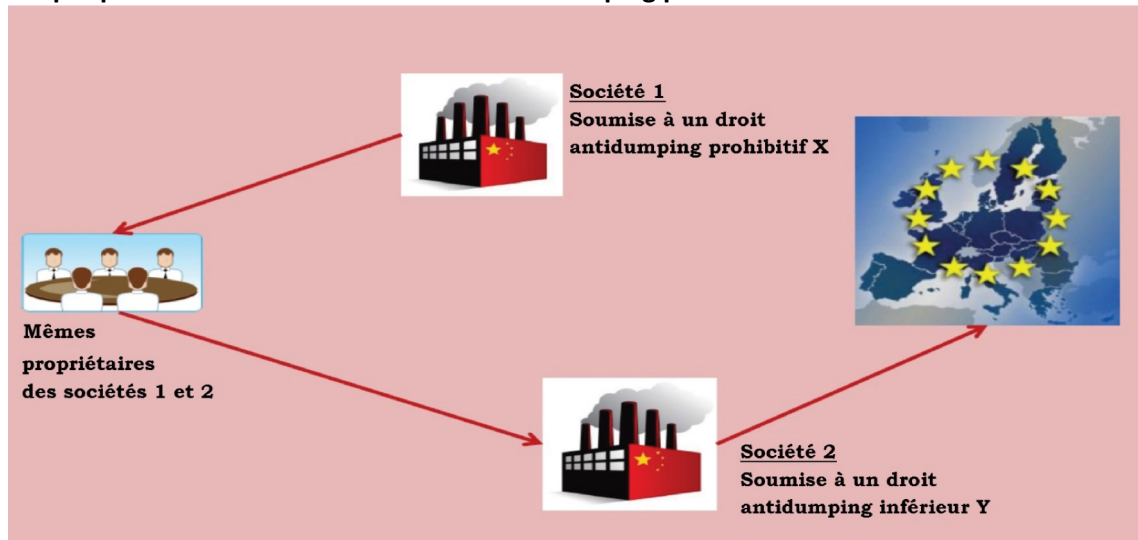 Société 1
Soumise à un droit
antidumping prohibitif X
Mêmes
propriétaires
des sociétés 1 et 2
Société 2
Soumise à un droit
antidumping inférieur Y